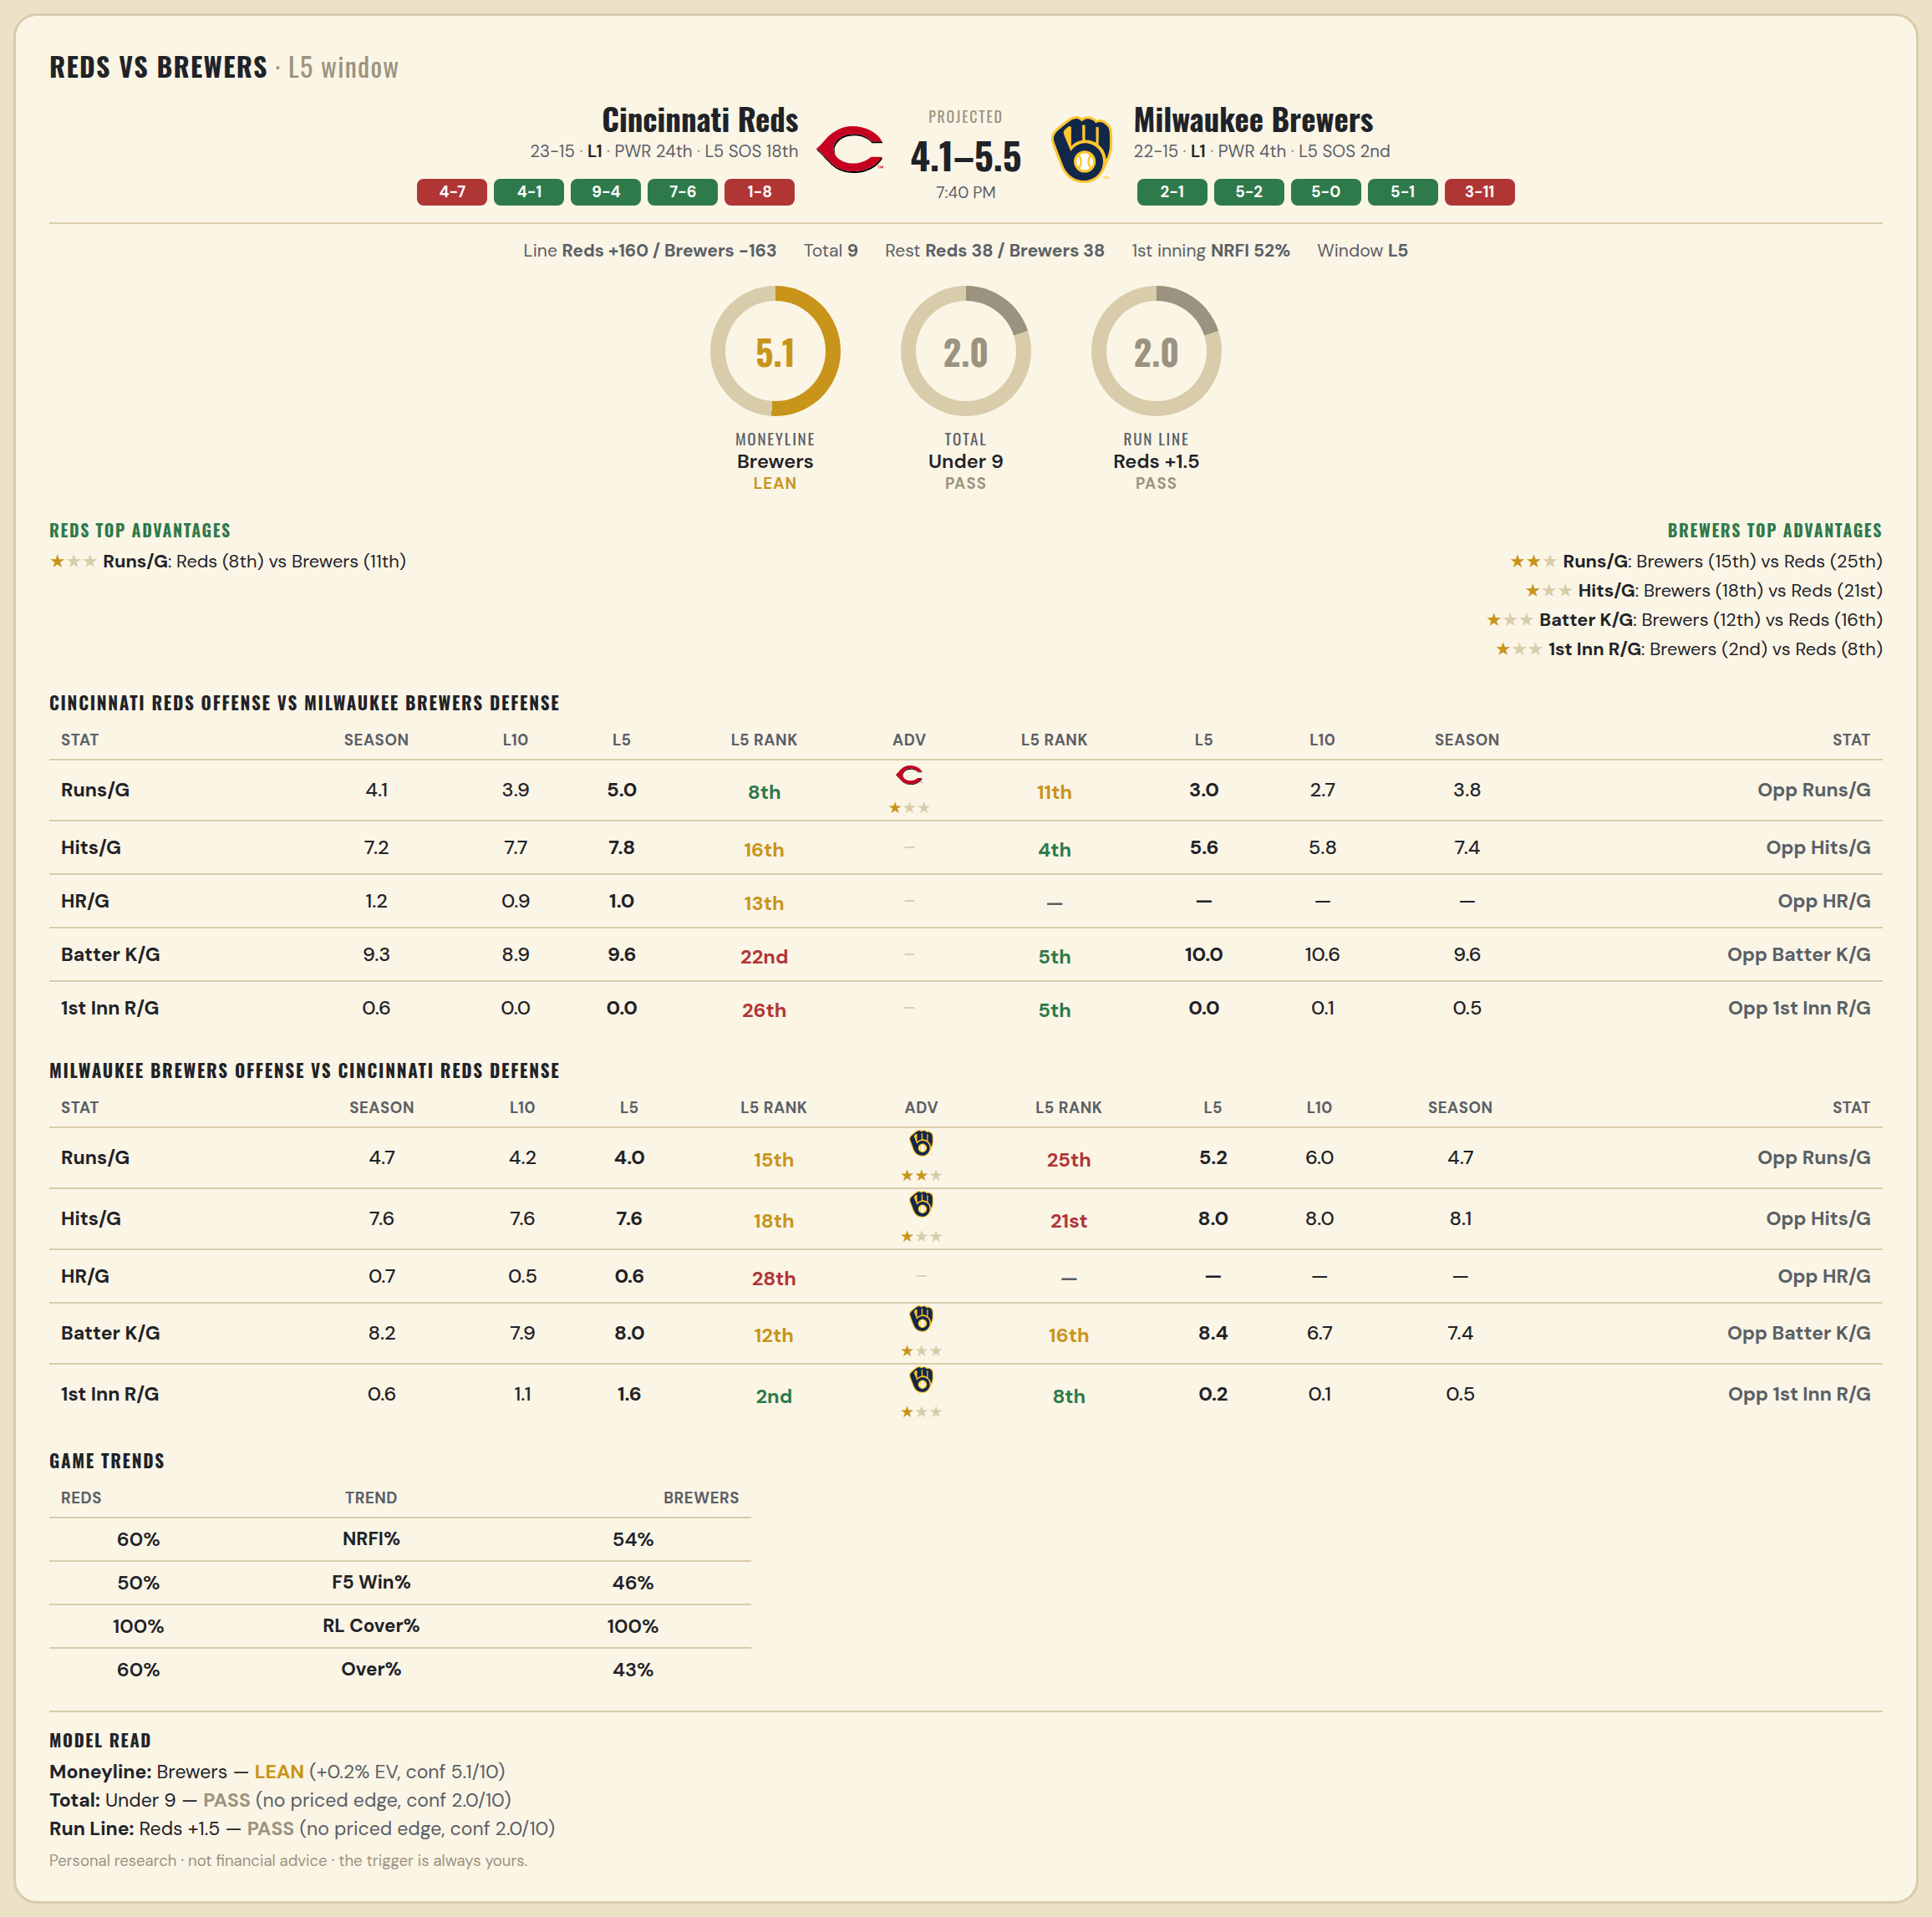 REDS VS BREWERS · L5 window
Cincinnati Reds
23-15 · L1 · PWR 24th · L5 SOS 18th
4-7 4-1 9-4 7-6 1-8
PROJECTED
4.1–5.5
7:40 PM
Milwaukee Brewers
22-15 · L1 · PWR 4th · L5 SOS 2nd
2-1 5-2 5-0 5-1 3-11
Line Reds +160 / Brewers -163 Total 9 Rest Reds 38 / Brewers 38 1st inning NRFI 52% Window L5
5.1 2.0 2.0
MONEYLINE TOTAL RUN LINE
Brewers Under 9 Reds +1.5
LEAN PASS PASS
REDS TOP ADVANTAGES
★★★ Runs/G: Reds (8th) vs Brewers (11th)
BREWERS TOP ADVANTAGES
★★★ Runs/G: Brewers (15th) vs Reds (25th)
★★★ Hits/G: Brewers (18th) vs Reds (21st)
★★★ Batter K/G: Brewers (12th) vs Reds (16th)
★★★ 1st Inn R/G: Brewers (2nd) vs Reds (8th)
CINCINNATI REDS OFFENSE VS MILWAUKEE BREWERS DEFENSE
STAT SEASON L10 L5 L5 RANK ADV L5 RANK L5 L10 SEASON STAT
Runs/G 4.1 3.9 5.0 8th ★★★ 11th 3.0 2.7 3.8 Opp Runs/G
Hits/G 7.2 7.7 7.8 16th – 4th 5.6 5.8 7.4 Opp Hits/G
HR/G 1.2 0.9 1.0 13th – — — — — Opp HR/G
Batter K/G 9.3 8.9 9.6 22nd – 5th 10.0 10.6 9.6 Opp Batter K/G
1st Inn R/G 0.6 0.0 0.0 26th – 5th 0.0 0.1 0.5 Opp 1st Inn R/G
MILWAUKEE BREWERS OFFENSE VS CINCINNATI REDS DEFENSE
STAT SEASON L10 L5 L5 RANK ADV L5 RANK L5 L10 SEASON STAT
Runs/G 4.7 4.2 4.0 15th ★★★ 25th 5.2 6.0 4.7 Opp Runs/G
Hits/G 7.6 7.6 7.6 18th ★★★ 21st 8.0 8.0 8.1 Opp Hits/G
HR/G 0.7 0.5 0.6 28th – — — — — Opp HR/G
Batter K/G 8.2 7.9 8.0 12th ★★★ 16th 8.4 6.7 7.4 Opp Batter K/G
1st Inn R/G 0.6 1.1 1.6 2nd ★★★ 8th 0.2 0.1 0.5 Opp 1st Inn R/G
GAME TRENDS
REDS TREND BREWERS
60% NRFI% 54%
50% F5 Win% 46%
100% RL Cover% 100%
60% Over% 43%
MODEL READ
Moneyline: Brewers — LEAN (+0.2% EV, conf 5.1/10)
Total: Under 9 — PASS (no priced edge, conf 2.0/10)
Run Line: Reds +1.5 — PASS (no priced edge, conf 2.0/10)
Personal research · not financial advice · the trigger is always yours.